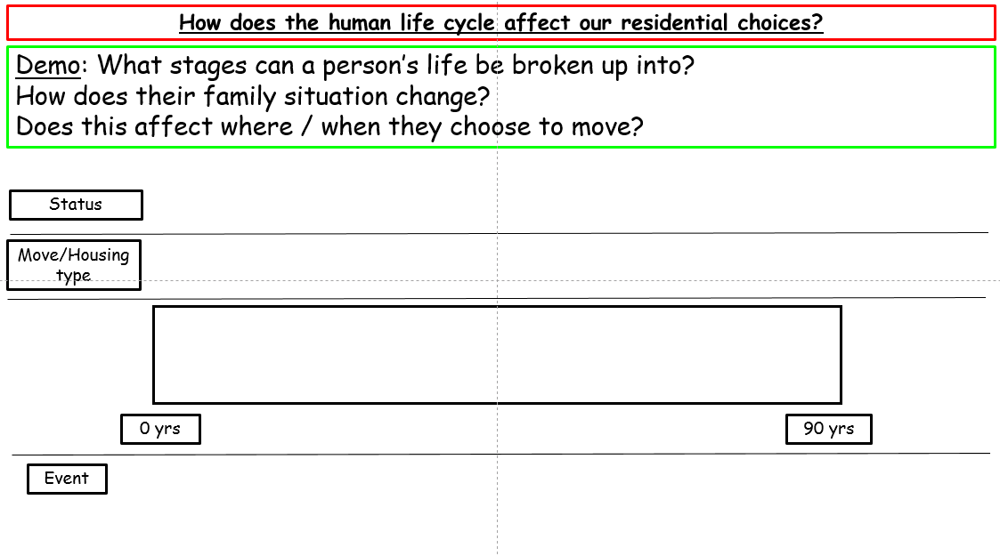 How does the human life cycle affect our residential choices?
Demo: What stages can a person’s life be broken up into?
How does their family situation change?
Does this affect where / when they choose to move?
Status
Move/Housing
type
0 yrs
90 yrs
Event